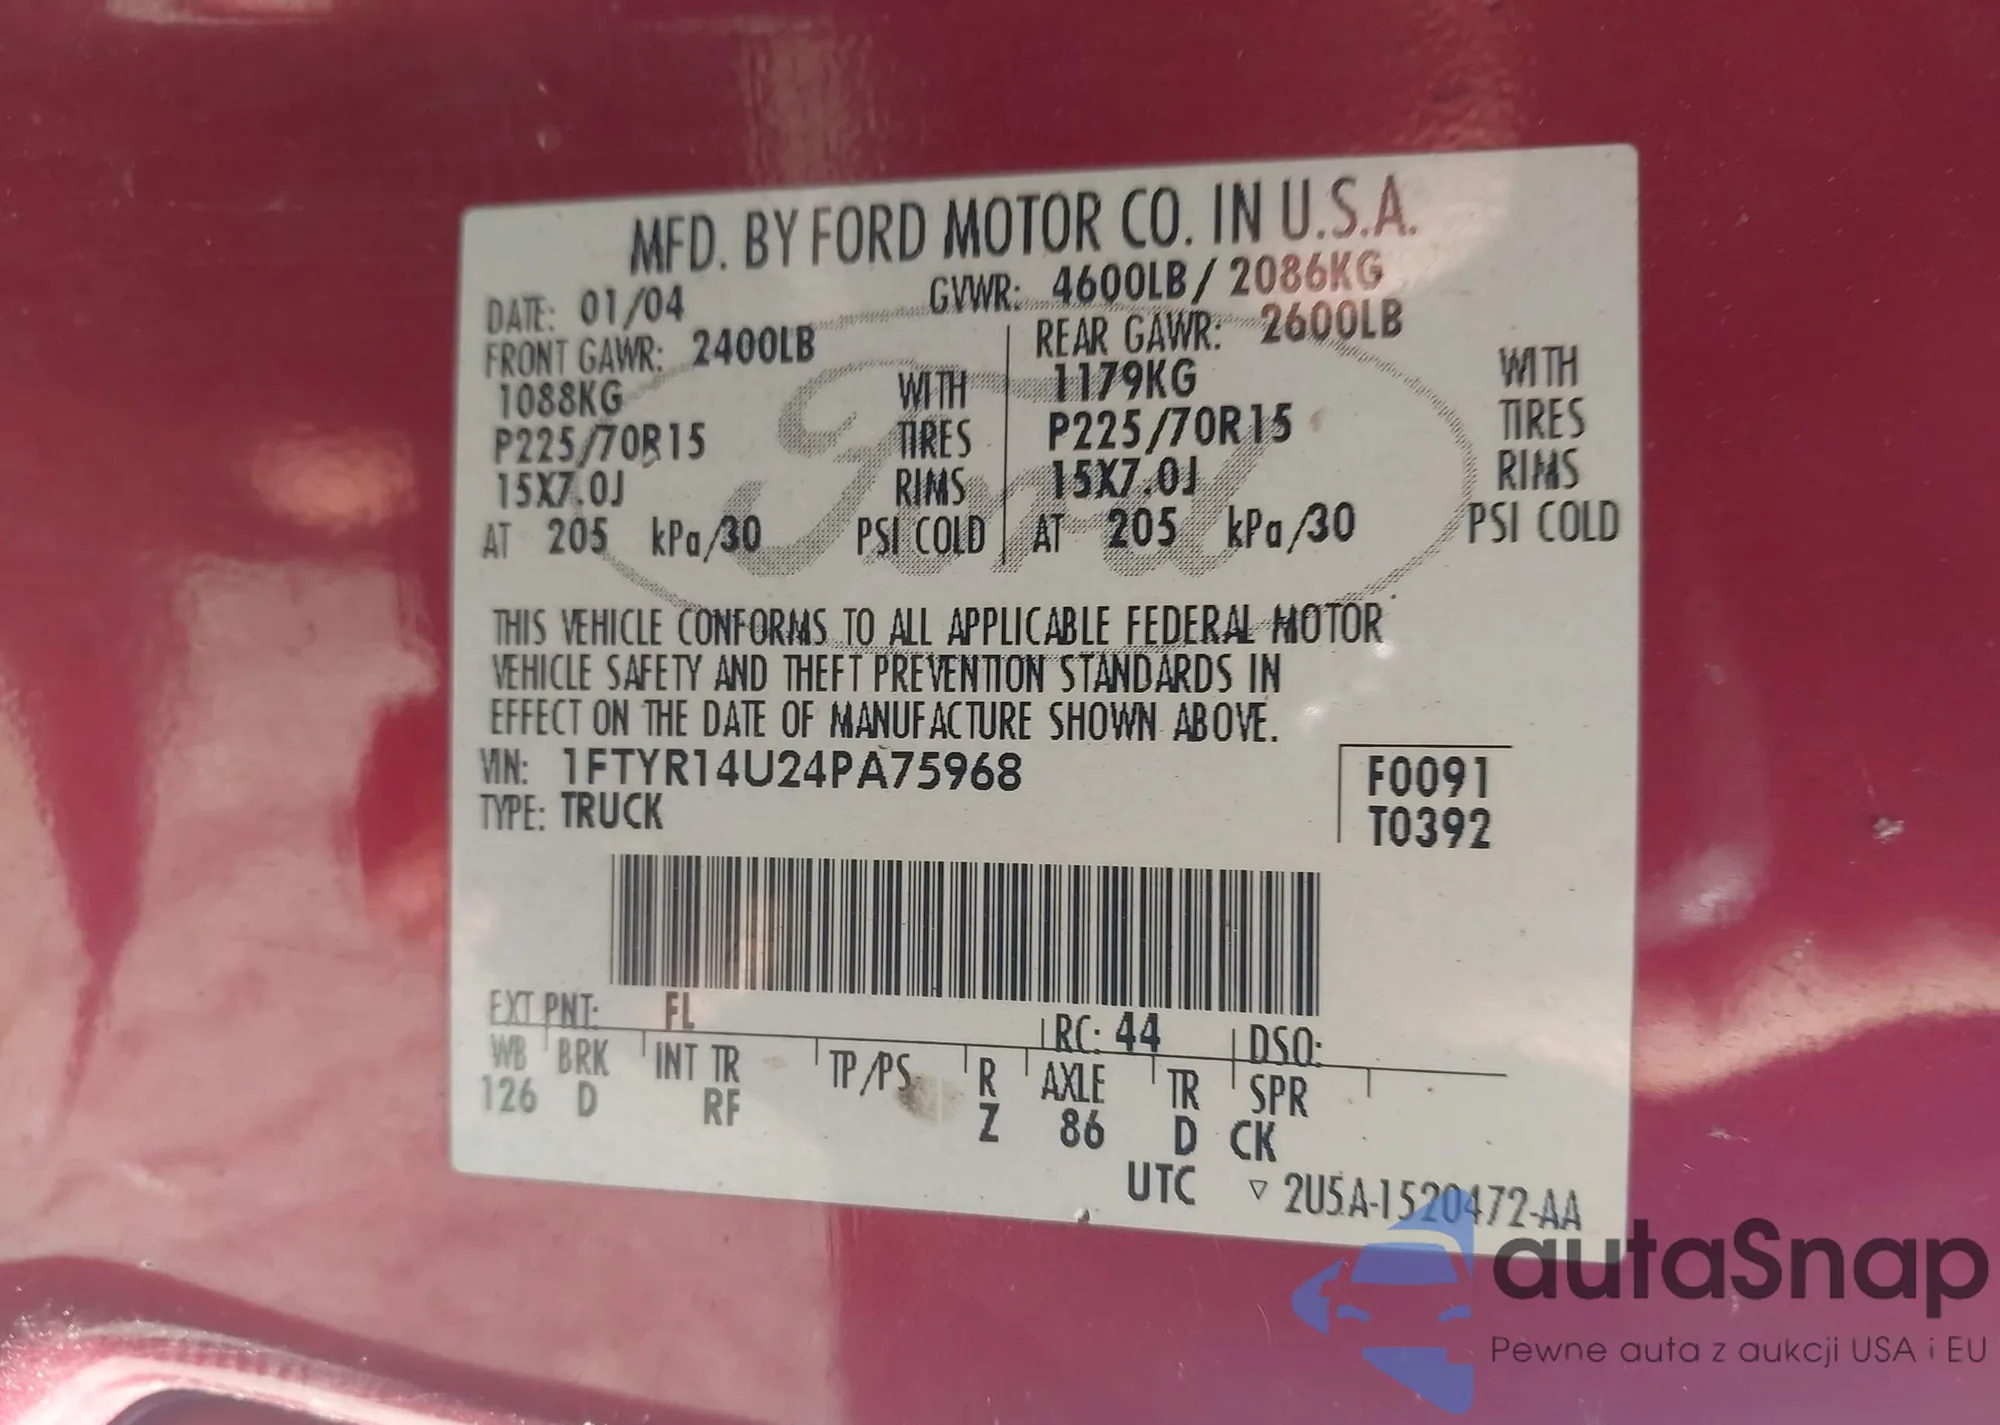 MFD. BY FORD MOTOR CO. IN U.S.A.
DATE: 01/04 GVWR: 4600LB/ 2086KG
FRONT GAWR: 2400LB REAR GAWR: 2600LB
1088KG WITH 1179KG WITH
P225/70R15 TIRES P225/70R15 TIRES
15X7.0J RIMS 15X7.0J RIMS
AT 205 kPa/30 PSI COLD AT 205 kPa/30 PSI COLD
THIS VEHICLE CONFORMS TO ALL APPLICABLE FEDERAL MOTOR
VEHICLE SAFETY AND THEFT PREVENTION STANDARDS IN
EFFECT ON THE DATE OF MANUFACTURE SHOWN ABOVE.
VIN: 1FTYR14U24PA75968 F0091
TYPE: TRUCK T0392
Ford
EXT PNT: FL RC: 44 DSO:
WB BRK INT TR TP/PS R AXLE TR SPR
126 D RF Z 86 D CK
UTC ▽ 2U5A-1520472-AA
autaSnap
Pewne auta z aukcji USA i EU